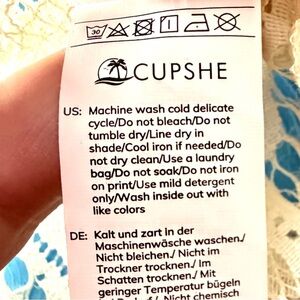 30
CUPSHE
US: Machine wash cold delicate
cycle/Do not bleach/Do not
tumble dry/Line dry in
shade/Cool iron if needed/Do
not dry clean/Use a laundry
bag/Do not soak/Do not iron
on print/Use mild detergent
only/Wash inside out with
like colors
DE: Kalt und zart in der
Maschinenwäsche waschen./
Nicht bleichen./ Nicht im
Trockner trocknen./ Im
Schatten trocknen./ Mit
geringer Temperatur bügeln
Nicht chemisch